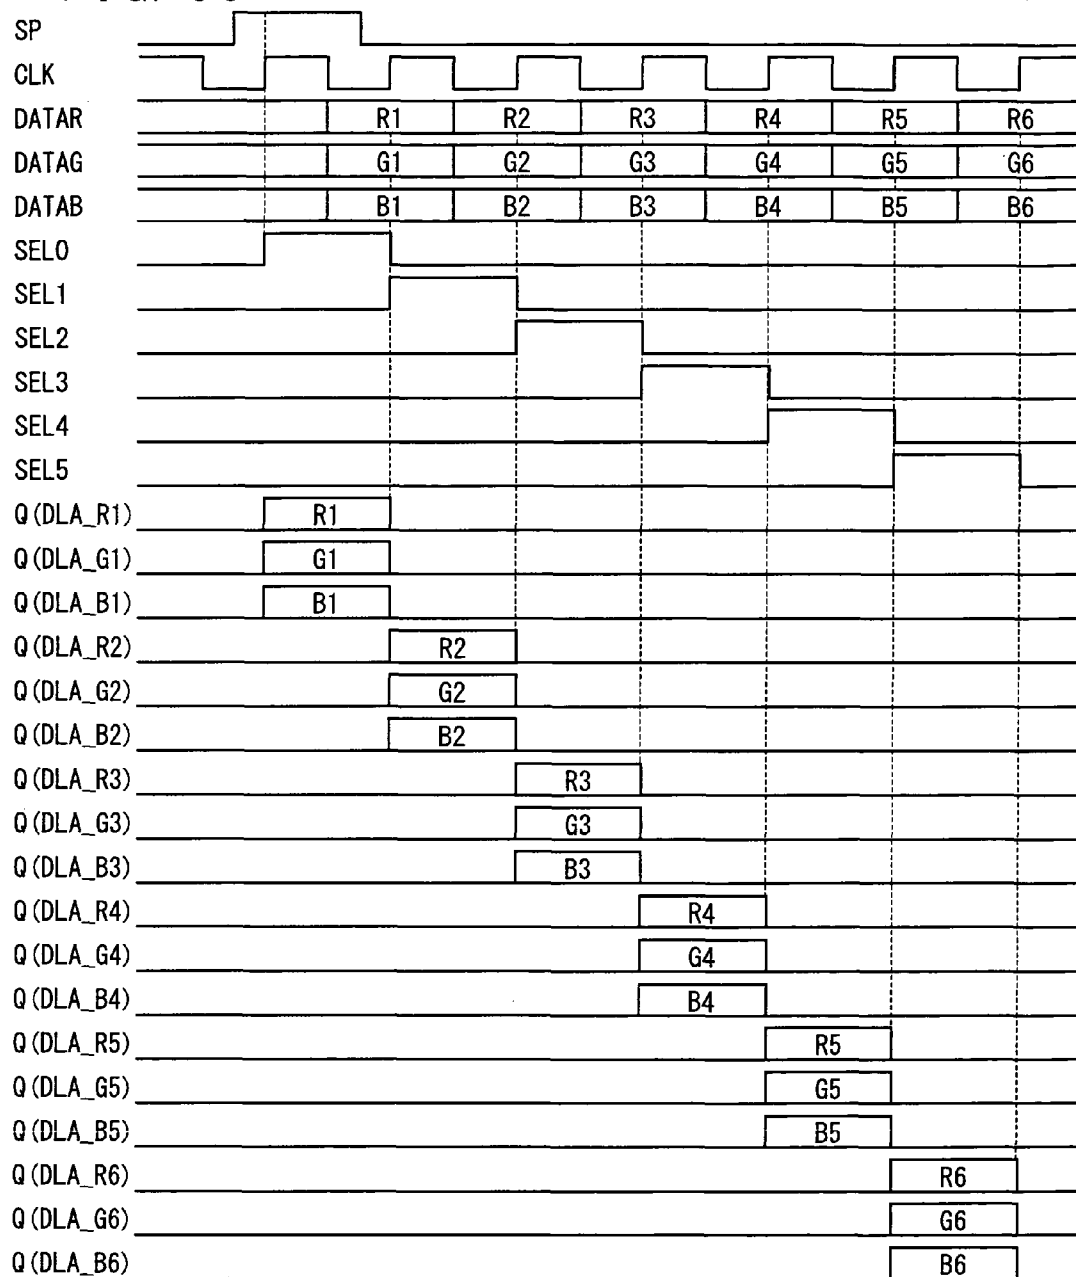 SP
CLK
DATAR R1 R2 R3 R4 R5 R6
DATAG G1 G2 G3 G4 G5 G6
DATAB B1 B2 B3 B4 B5 B6
SEL0
SEL1
SEL2
SEL3
SEL4
SEL5
Q(DLA_R1) R1
Q(DLA_G1) G1
Q(DLA_B1) B1
Q(DLA_R2) R2
Q(DLA_G2) G2
Q(DLA_B2) B2
Q(DLA_R3) R3
Q(DLA_G3) G3
Q(DLA_B3) B3
Q(DLA_R4) R4
Q(DLA_G4) G4
Q(DLA_B4) B4
Q(DLA_R5) R5
Q(DLA_G5) G5
Q(DLA_B5) B5
Q(DLA_R6) R6
Q(DLA_G6) G6
Q(DLA_B6) B6